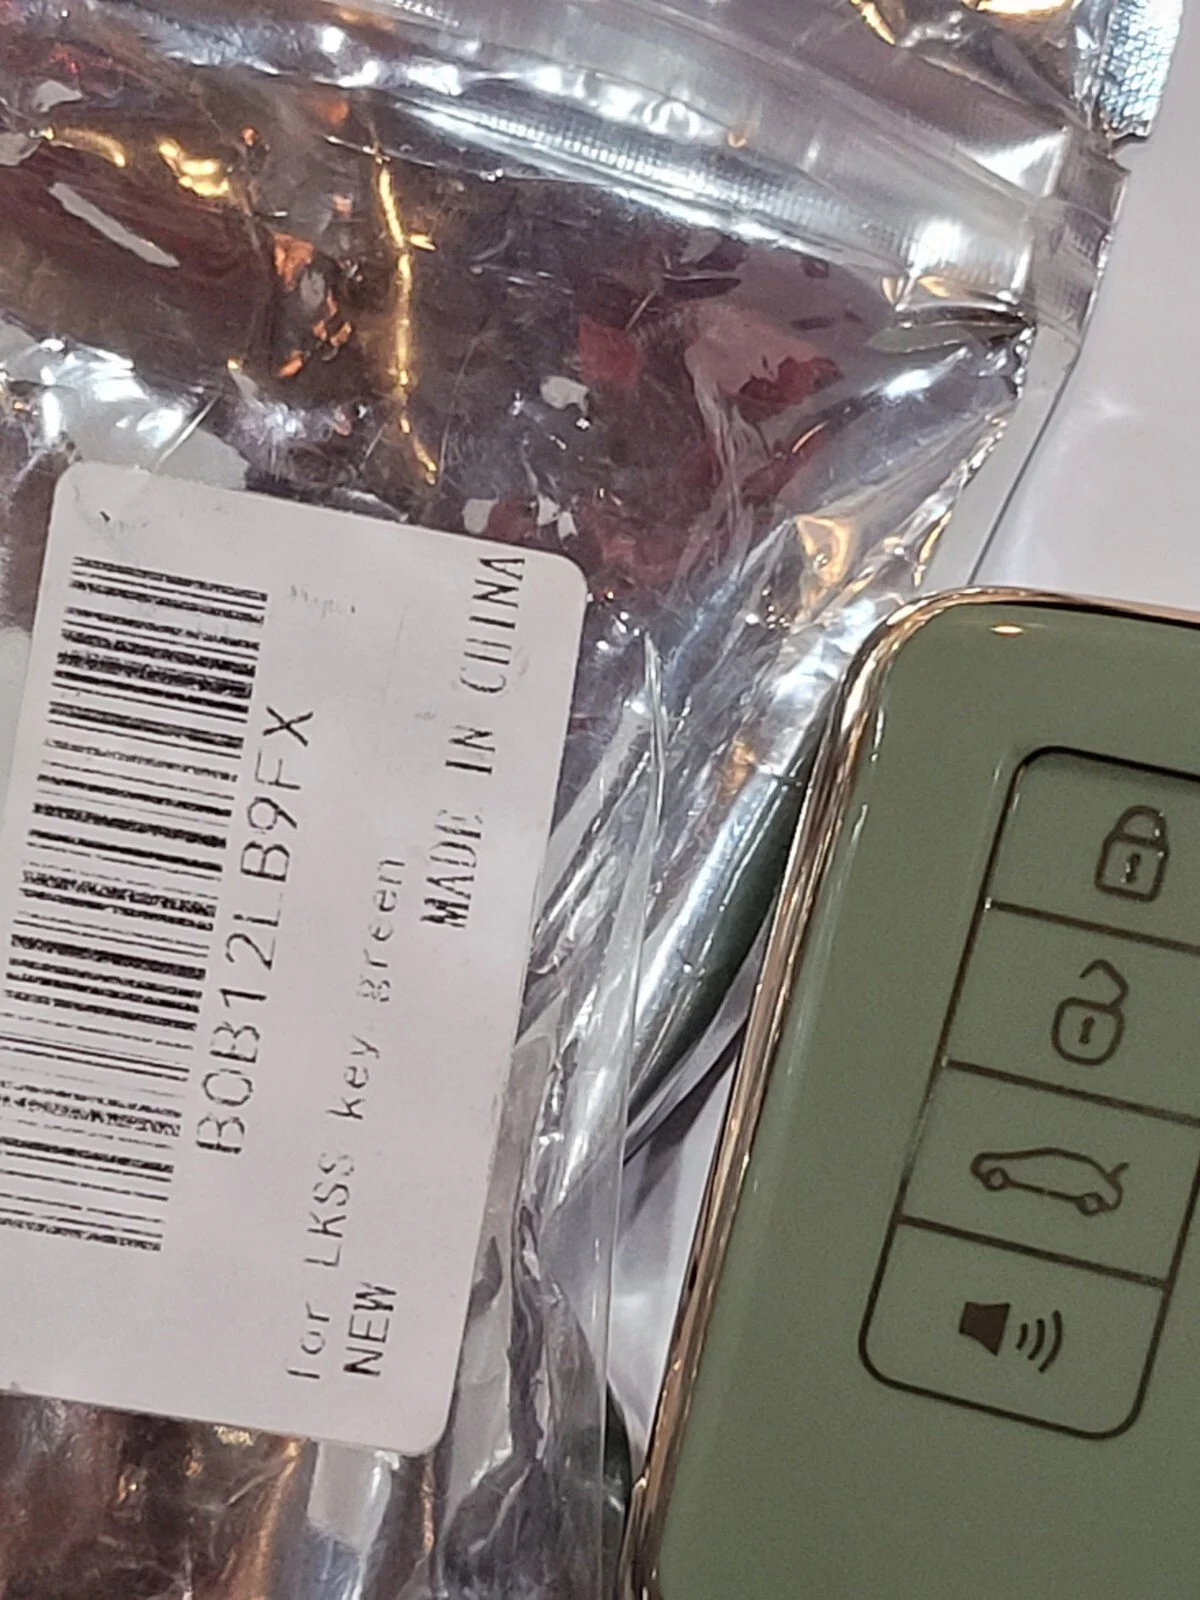 B0B12LB9FX
for LKSS key green
NEW
MADE IN CHINA